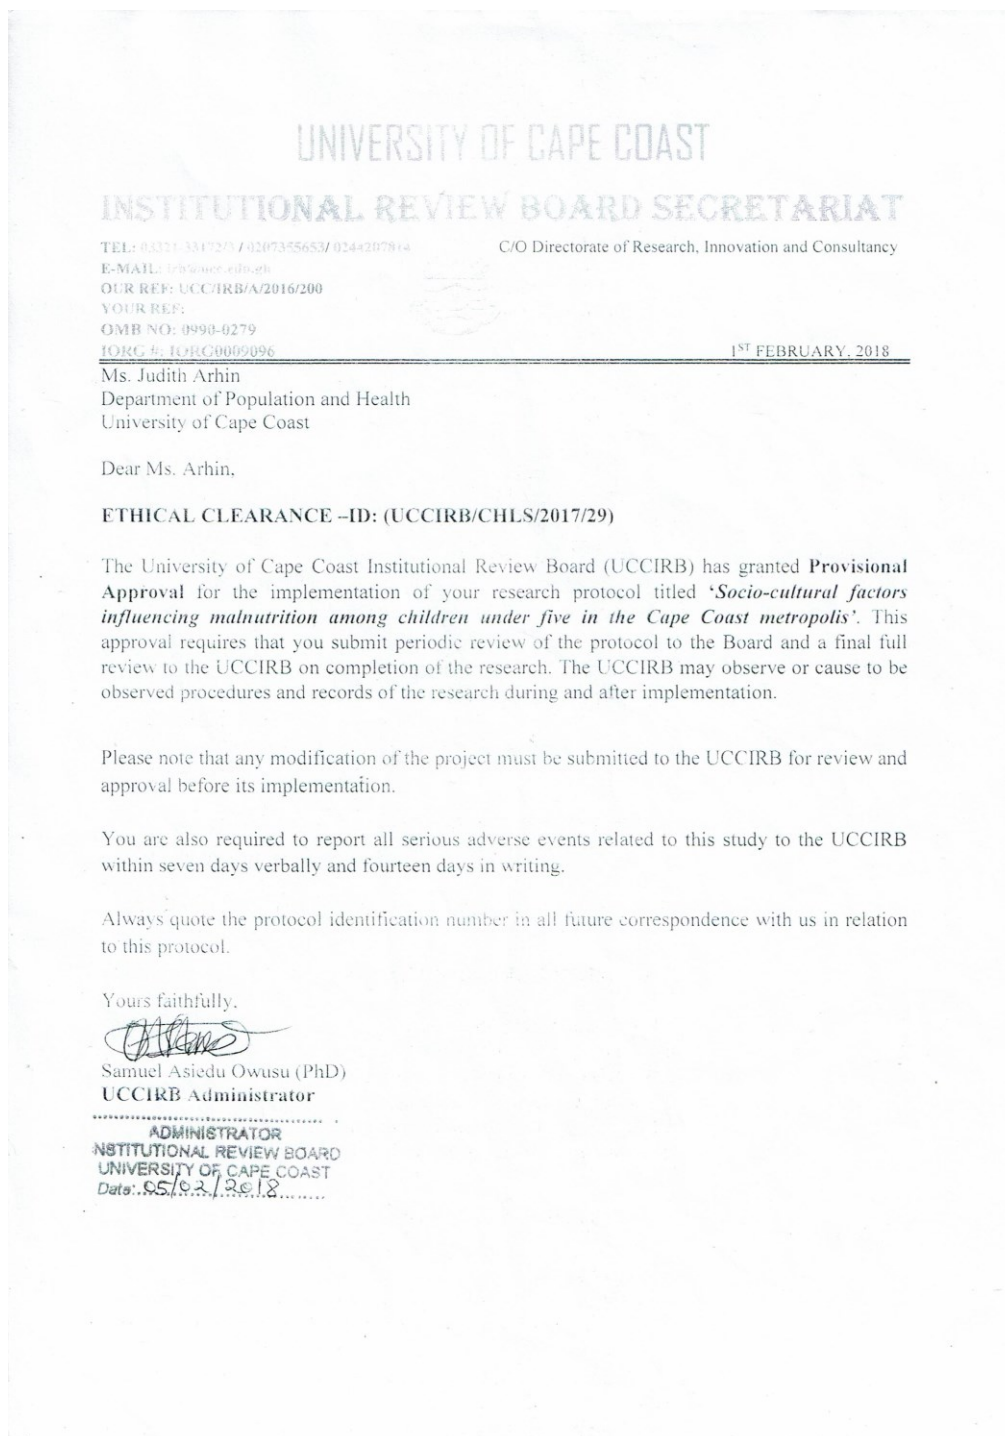 UNIVERSITY OF CAPE COAST
INSTITUTIONAL REVIEW BOARD SECRETARIAT
TEL: / 0207355653/ C/O Directorate of Research, Innovation and Consultancy
E-MAIL: irb@ucc.edu.gh
OUR REF: UCC/IRB/A/2016/200
YOUR REF:
OMB NO: 0990-0279
IORG #: IORG0009096 1ST FEBRUARY, 2018
Ms. Judith Arhin
Department of Population and Health
University of Cape Coast
Dear Ms. Arhin,
ETHICAL CLEARANCE –ID: (UCCIRB/CHLS/2017/29)
The University of Cape Coast Institutional Review Board (UCCIRB) has granted Provisional
Approval for the implementation of your research protocol titled ‘Socio-cultural factors
influencing malnutrition among children under five in the Cape Coast metropolis’. This
approval requires that you submit periodic review of the protocol to the Board and a final full
review to the UCCIRB on completion of the research. The UCCIRB may observe or cause to be
observed procedures and records of the research during and after implementation.
Please note that any modification of the project must be submitted to the UCCIRB for review and
approval before its implementation.
You are also required to report all serious adverse events related to this study to the UCCIRB
within seven days verbally and fourteen days in writing.
Always quote the protocol identification number in all future correspondence with us in relation
to this protocol.
Yours faithfully,
Samuel Asiedu Owusu (PhD)
UCCIRB Administrator
ADMINISTRATOR
NSTITUTIONAL REVIEW BOARD
UNIVERSITY OF CAPE COAST
Date: 05/02/2018